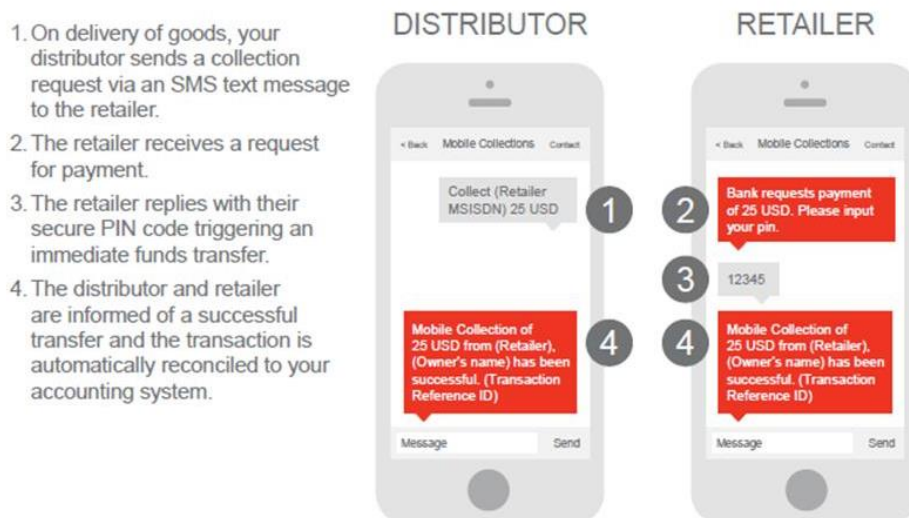 1. On delivery of goods, your
distributor sends a collection
request via an SMS text message
to the retailer.
2. The retailer receives a request
for payment.
3. The retailer replies with their
secure PIN code triggering an
immediate funds transfer.
4. The distributor and retailer
are informed of a successful
transfer and the transaction is
automatically reconciled to your
accounting system.
DISTRIBUTOR
< Back Mobile Collections Contact
Collect (Retailer
MSISDN) 25 USD
1
Mobile Collection of
25 USD from (Retailer),
(Owner's name) has been
successful. (Transaction
Reference ID)
4
Message Send
RETAILER
< Back Mobile Collections Contact
2
Bank requests payment
of 25 USD. Please input
your pin.
3
12345
4
Mobile Collection of
25 USD from (Retailer),
(Owner's name) has been
successful. (Transaction
Reference ID)
Message Send